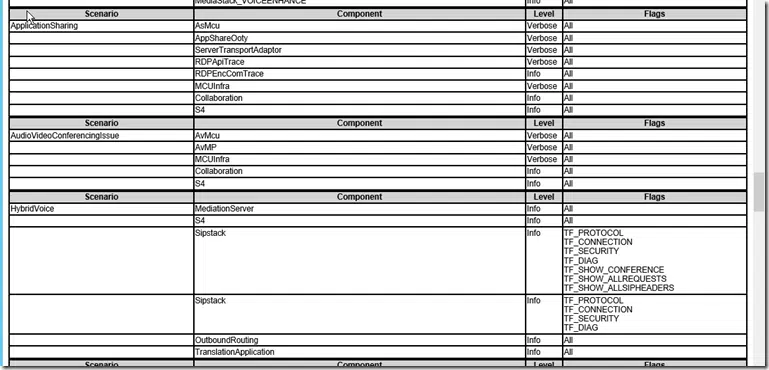 MediaStack_VOICEENHANCE Info All
Scenario Component Level Flags
ApplicationSharing AsMcu Verbose All
AppShareOoty Verbose All
ServerTransportAdaptor Verbose All
RDPApiTrace Verbose All
RDPEncComTrace Info All
MCUInfra Verbose All
Collaboration Info All
S4 Info All
Scenario Component Level Flags
AudioVideoConferencingIssue AvMcu Verbose All
AvMP Verbose All
MCUInfra Verbose All
Collaboration Info All
S4 Info All
Scenario Component Level Flags
HybridVoice MediationServer Info All
S4 Info All
Sipstack Info TF_PROTOCOL
TF_CONNECTION
TF_SECURITY
TF_DIAG
TF_SHOW_CONFERENCE
TF_SHOW_ALLREQUESTS
TF_SHOW_ALLSIPHEADERS
Sipstack Info TF_PROTOCOL
TF_CONNECTION
TF_SECURITY
TF_DIAG
OutboundRouting Info All
TranslationApplication Info All
Scenario Component Level Flags